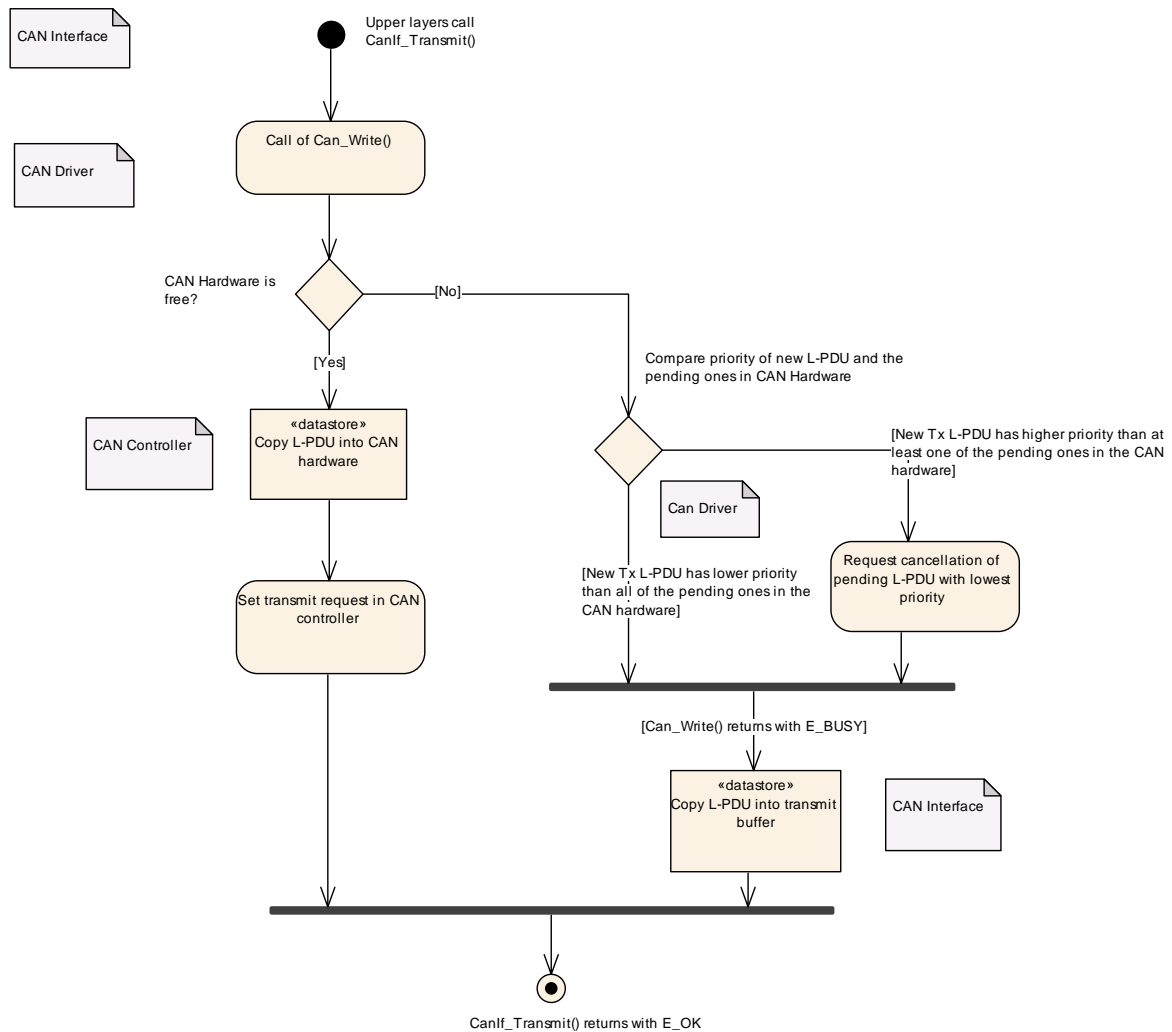 CAN Interface
Upper layers call
CanIf_Transmit()
Call of Can_Write()
CAN Driver
CAN Hardware is
free?
[No]
[Yes]
Compare priority of new L-PDU and the
pending ones in CAN Hardware
«datastore»
Copy L-PDU into CAN
hardware
CAN Controller
[New Tx L-PDU has higher priority than at
least one of the pending ones in the CAN
hardware]
Can Driver
Request cancellation of
pending L-PDU with lowest
priority
[New Tx L-PDU has lower priority
than all of the pending ones in the
CAN hardware]
Set transmit request in CAN
controller
[Can_Write() returns with E_BUSY]
«datastore»
Copy L-PDU into transmit
buffer
CAN Interface
CanIf_Transmit() returns with E_OK